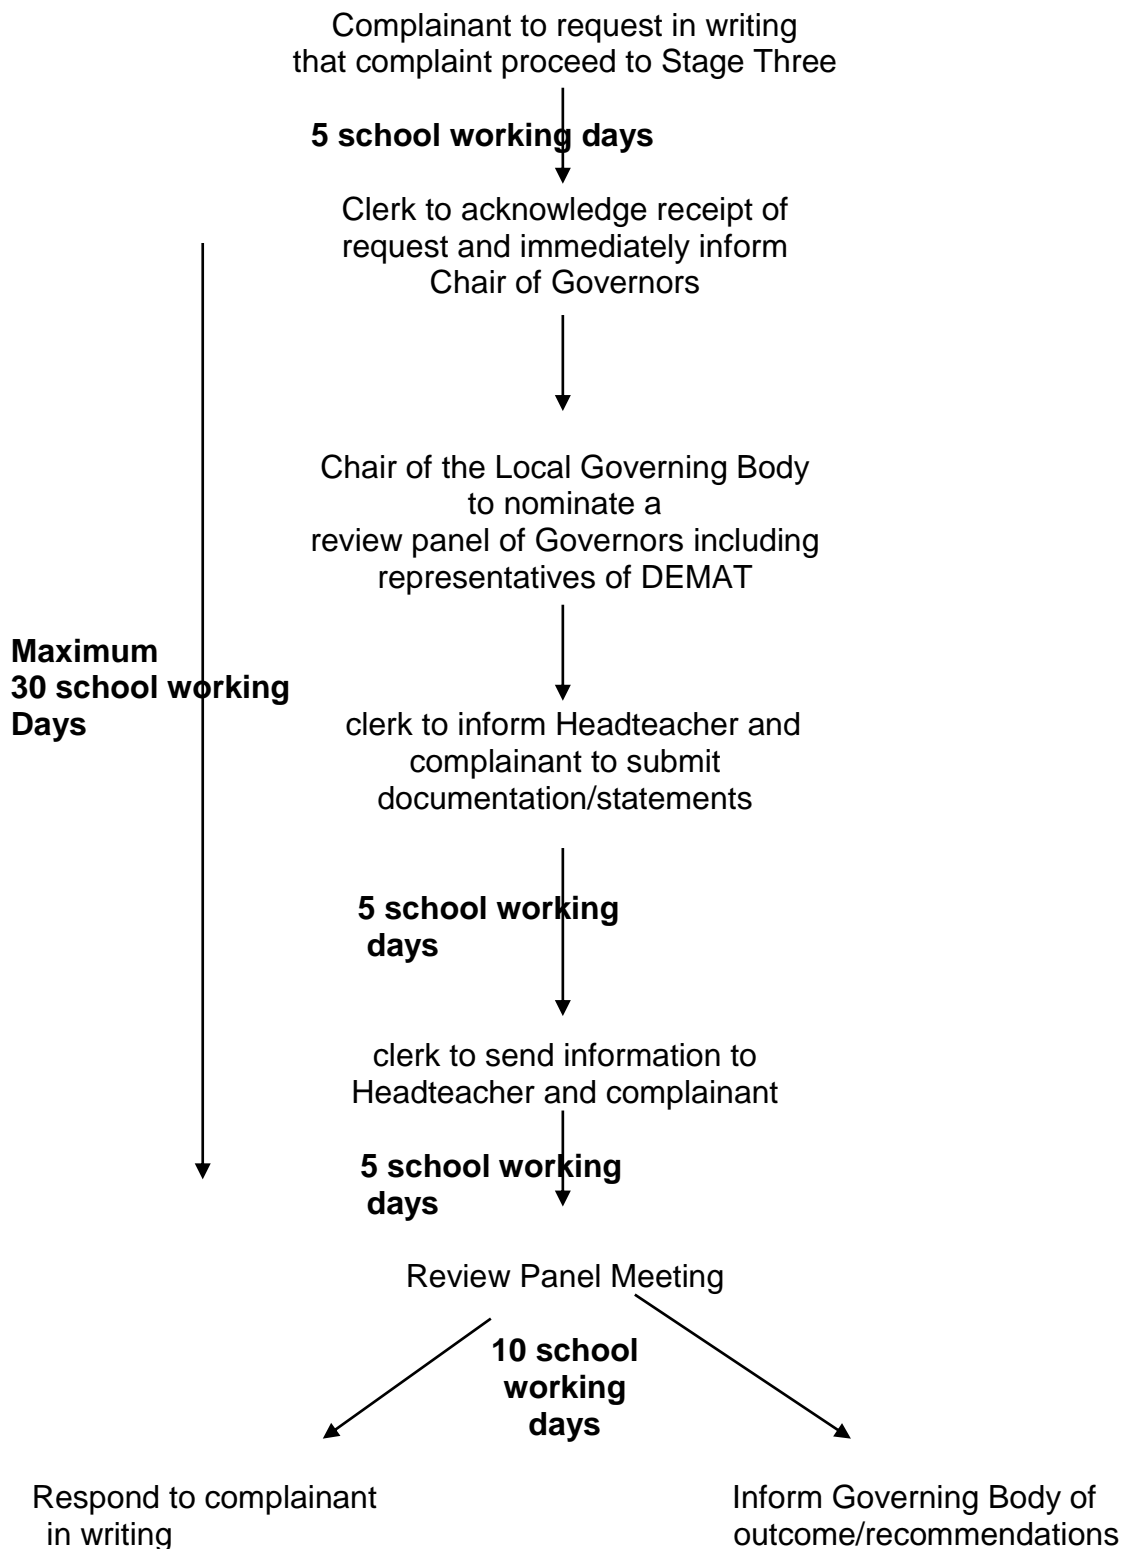 Complainant to request in writing
that complaint proceed to Stage Three
5 school working days
Clerk to acknowledge receipt of
request and immediately inform
Chair of Governors
Chair of the Local Governing Body
to nominate a
review panel of Governors including
representatives of DEMAT
Maximum
30 school working
Days
clerk to inform Headteacher and
complainant to submit
documentation/statements
5 school working
days
clerk to send information to
Headteacher and complainant
5 school working
days
Review Panel Meeting
10 school
working
days
Respond to complainant
in writing
Inform Governing Body of
outcome/recommendations